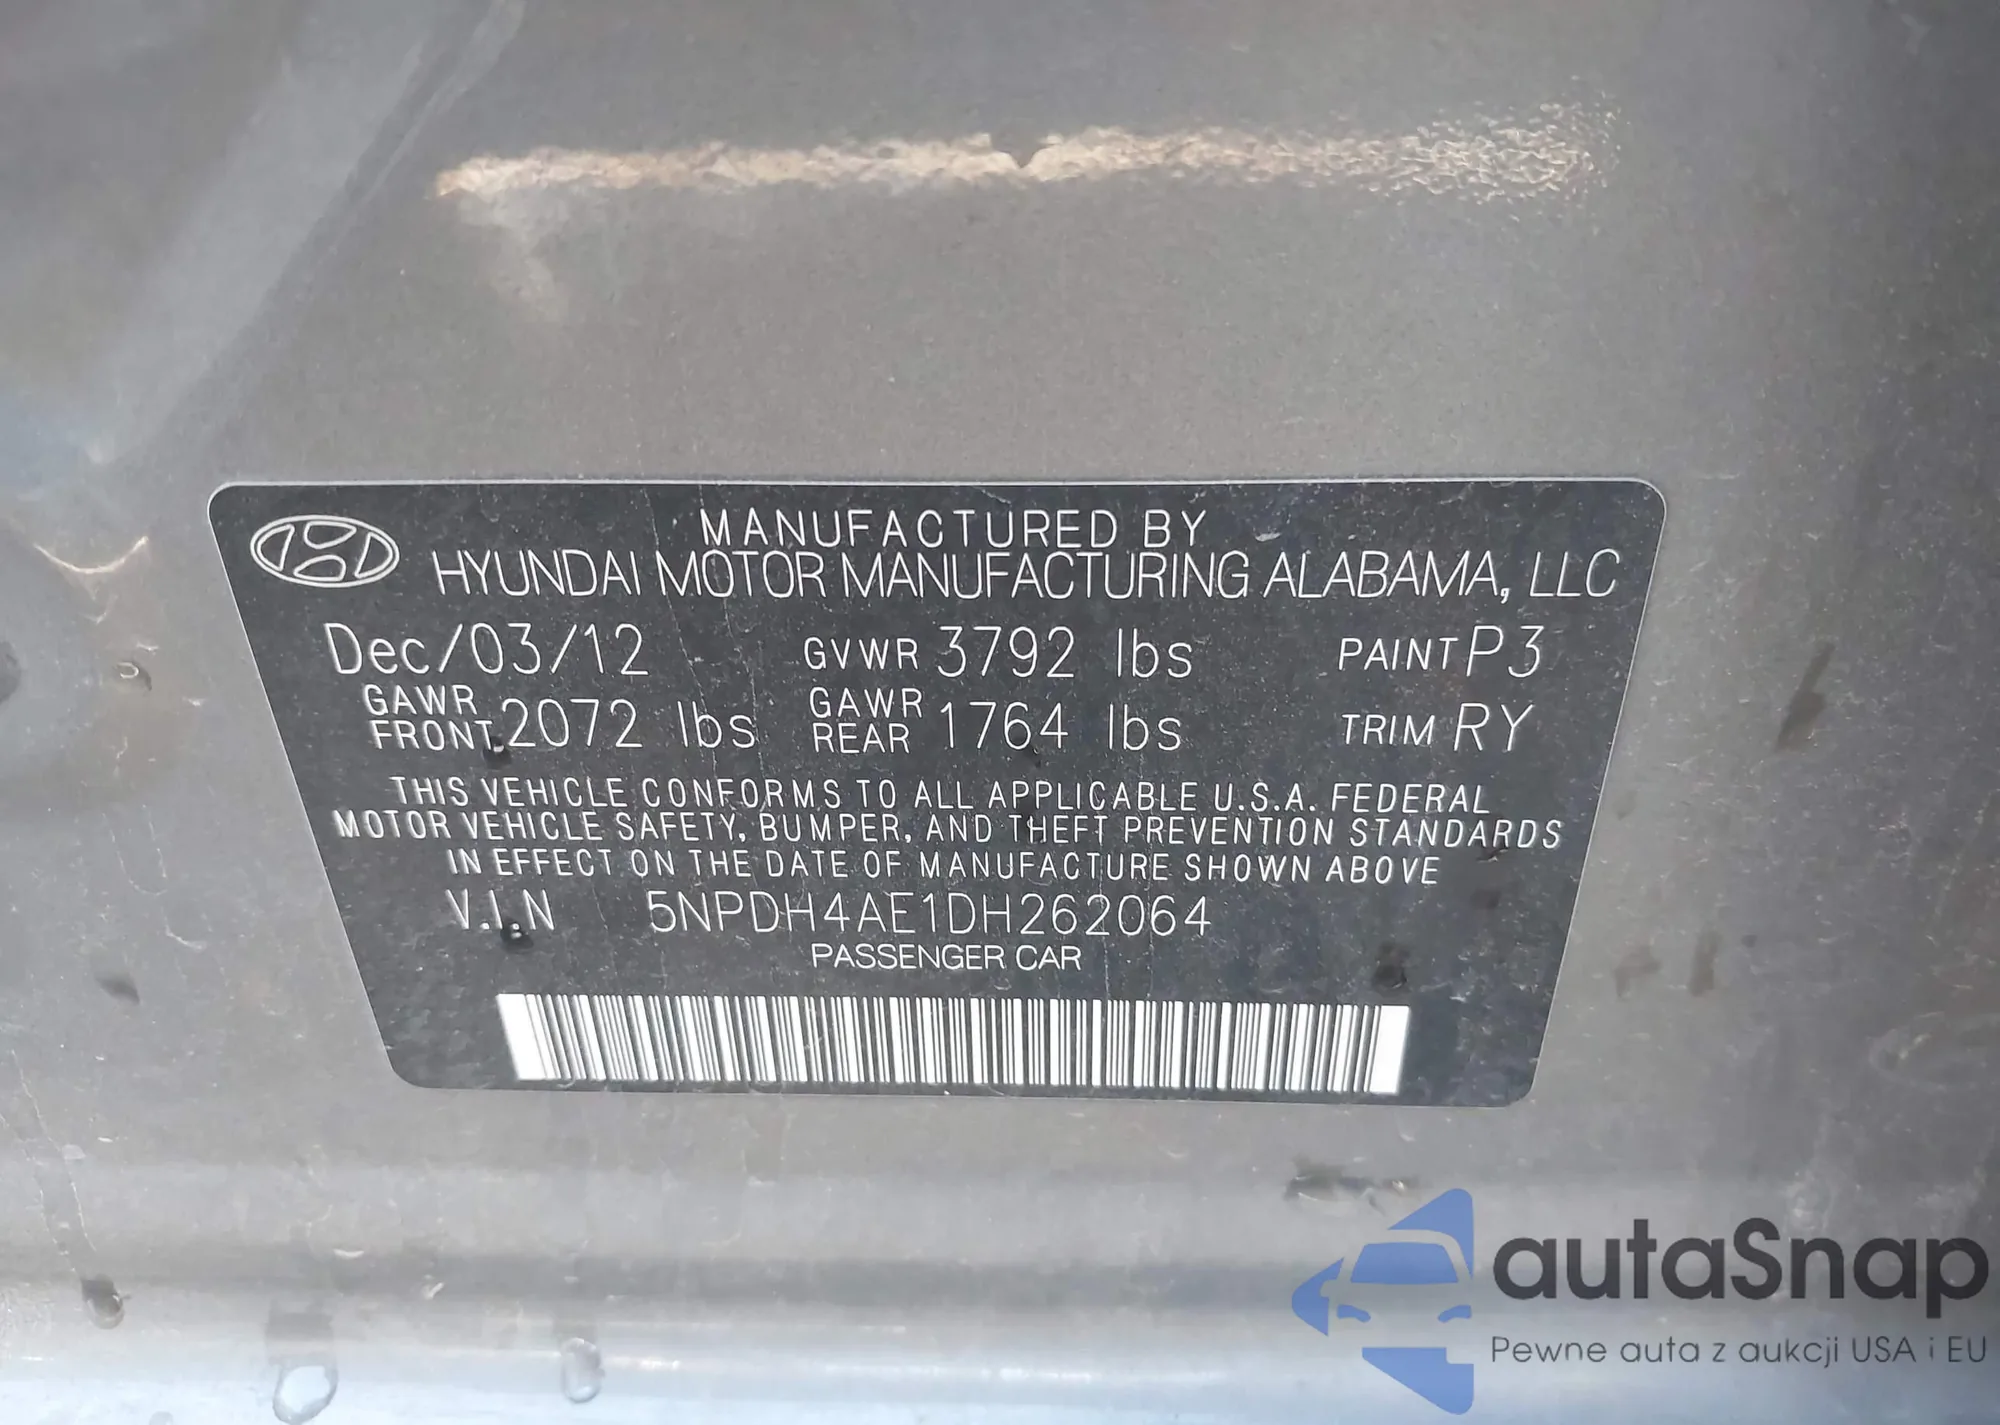 MANUFACTURED BY
HYUNDAI MOTOR MANUFACTURING ALABAMA, LLC
Dec/03/12 GVWR 3792 lbs PAINT P3
GAWR FRONT 2072 lbs GAWR REAR 1764 lbs TRIM RY
THIS VEHICLE CONFORMS TO ALL APPLICABLE U.S.A. FEDERAL
MOTOR VEHICLE SAFETY, BUMPER, AND THEFT PREVENTION STANDARDS
IN EFFECT ON THE DATE OF MANUFACTURE SHOWN ABOVE
V.I.N 5NPDH4AE1DH262064
PASSENGER CAR
autaSnap
Pewne auta z aukcji USA i EU